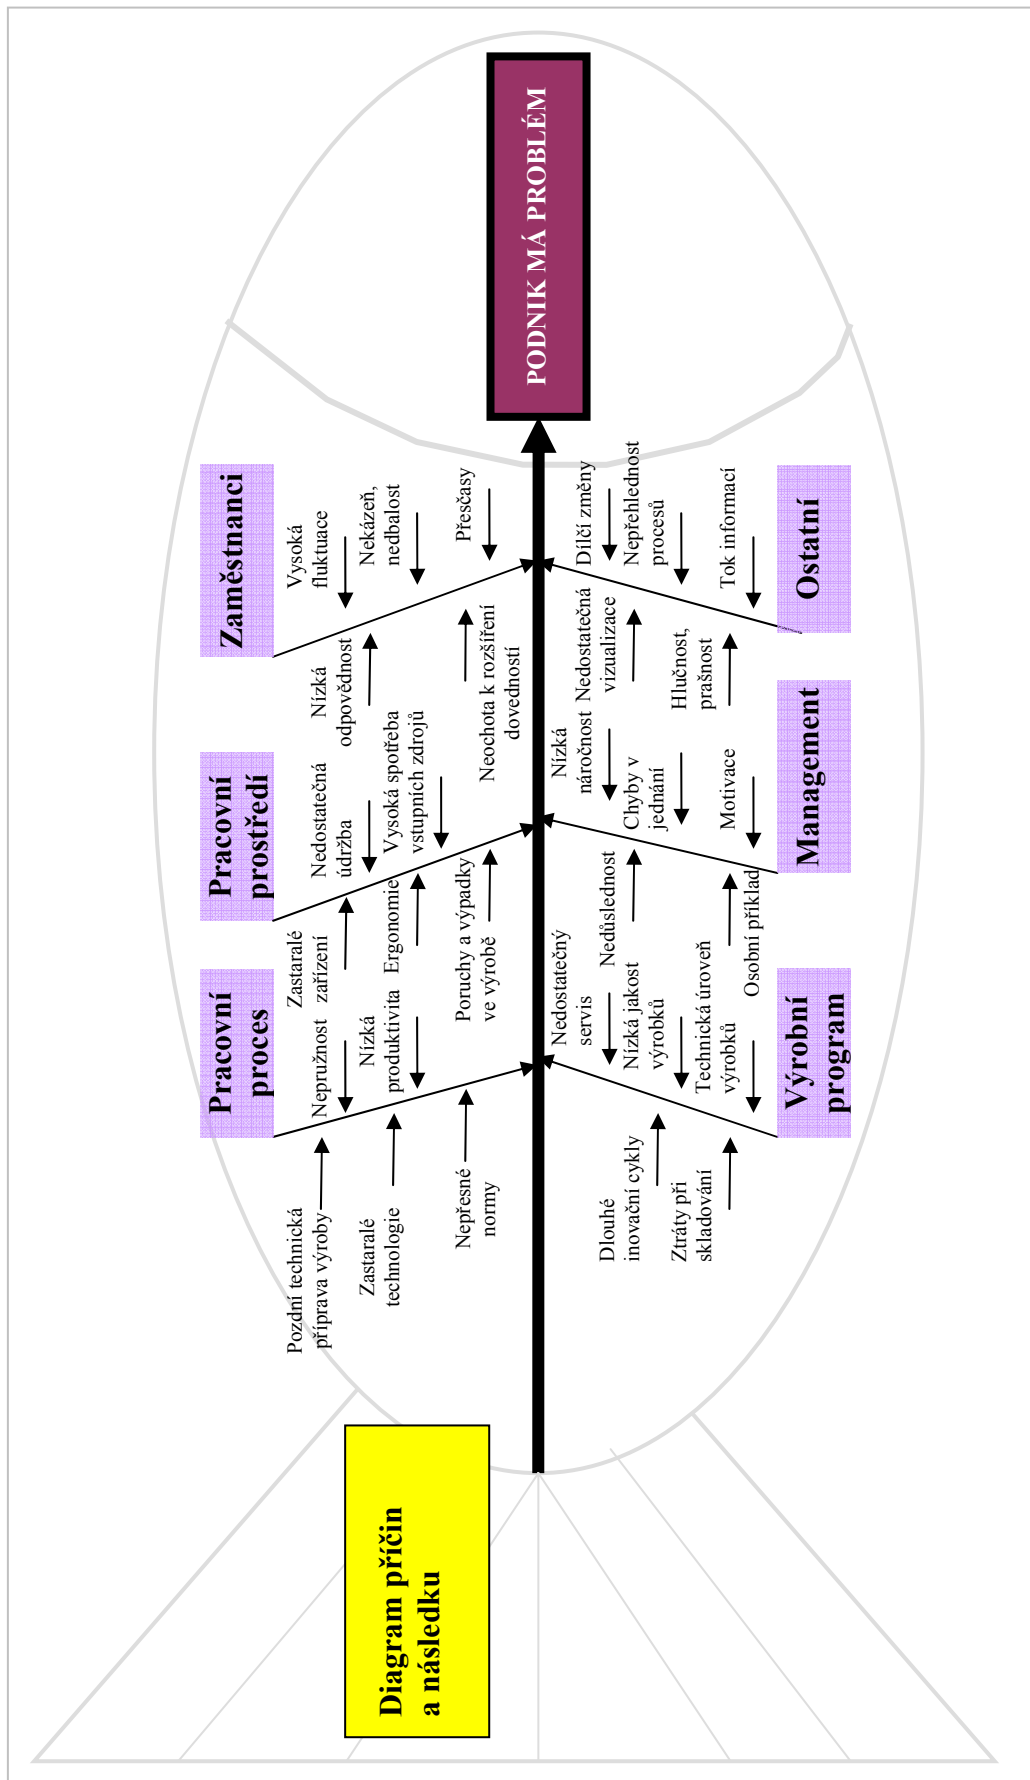 Diagram příčin
a následku
PODNIK MÁ PROBLÉM
Pracovní
proces
Pozdní technická
příprava výroby
Nepružnost
Zastaralé
technologie
Nízká
produktivita
Nepřesné
normy
Pracovní
prostředí
Zastaralé
zařízení
Nedostatečná
údržba
Ergonomie
Vysoká spotřeba
vstupních zdrojů
Poruchy a výpadky
ve výrobě
Zaměstnanci
Vysoká
fluktuace
Nízká
odpovědnost
Nekázeň,
nedbalost
Přesčasy
Neochota k rozšíření
dovedností
Výrobní
program
Nedostatečný
servis
Dlouhé
inovační cykly
Nízká jakost
výrobků
Ztráty při
skladování
Technická úroveň
výrobků
Management
Nízká
náročnost
Nedůslednost
Chyby v
jednání
Motivace
Osobní příklad
Ostatní
Dílčí změny
Nedostatečná
vizualizace
Nepřehlednost
procesů
Hlučnost,
prašnost
Tok informací